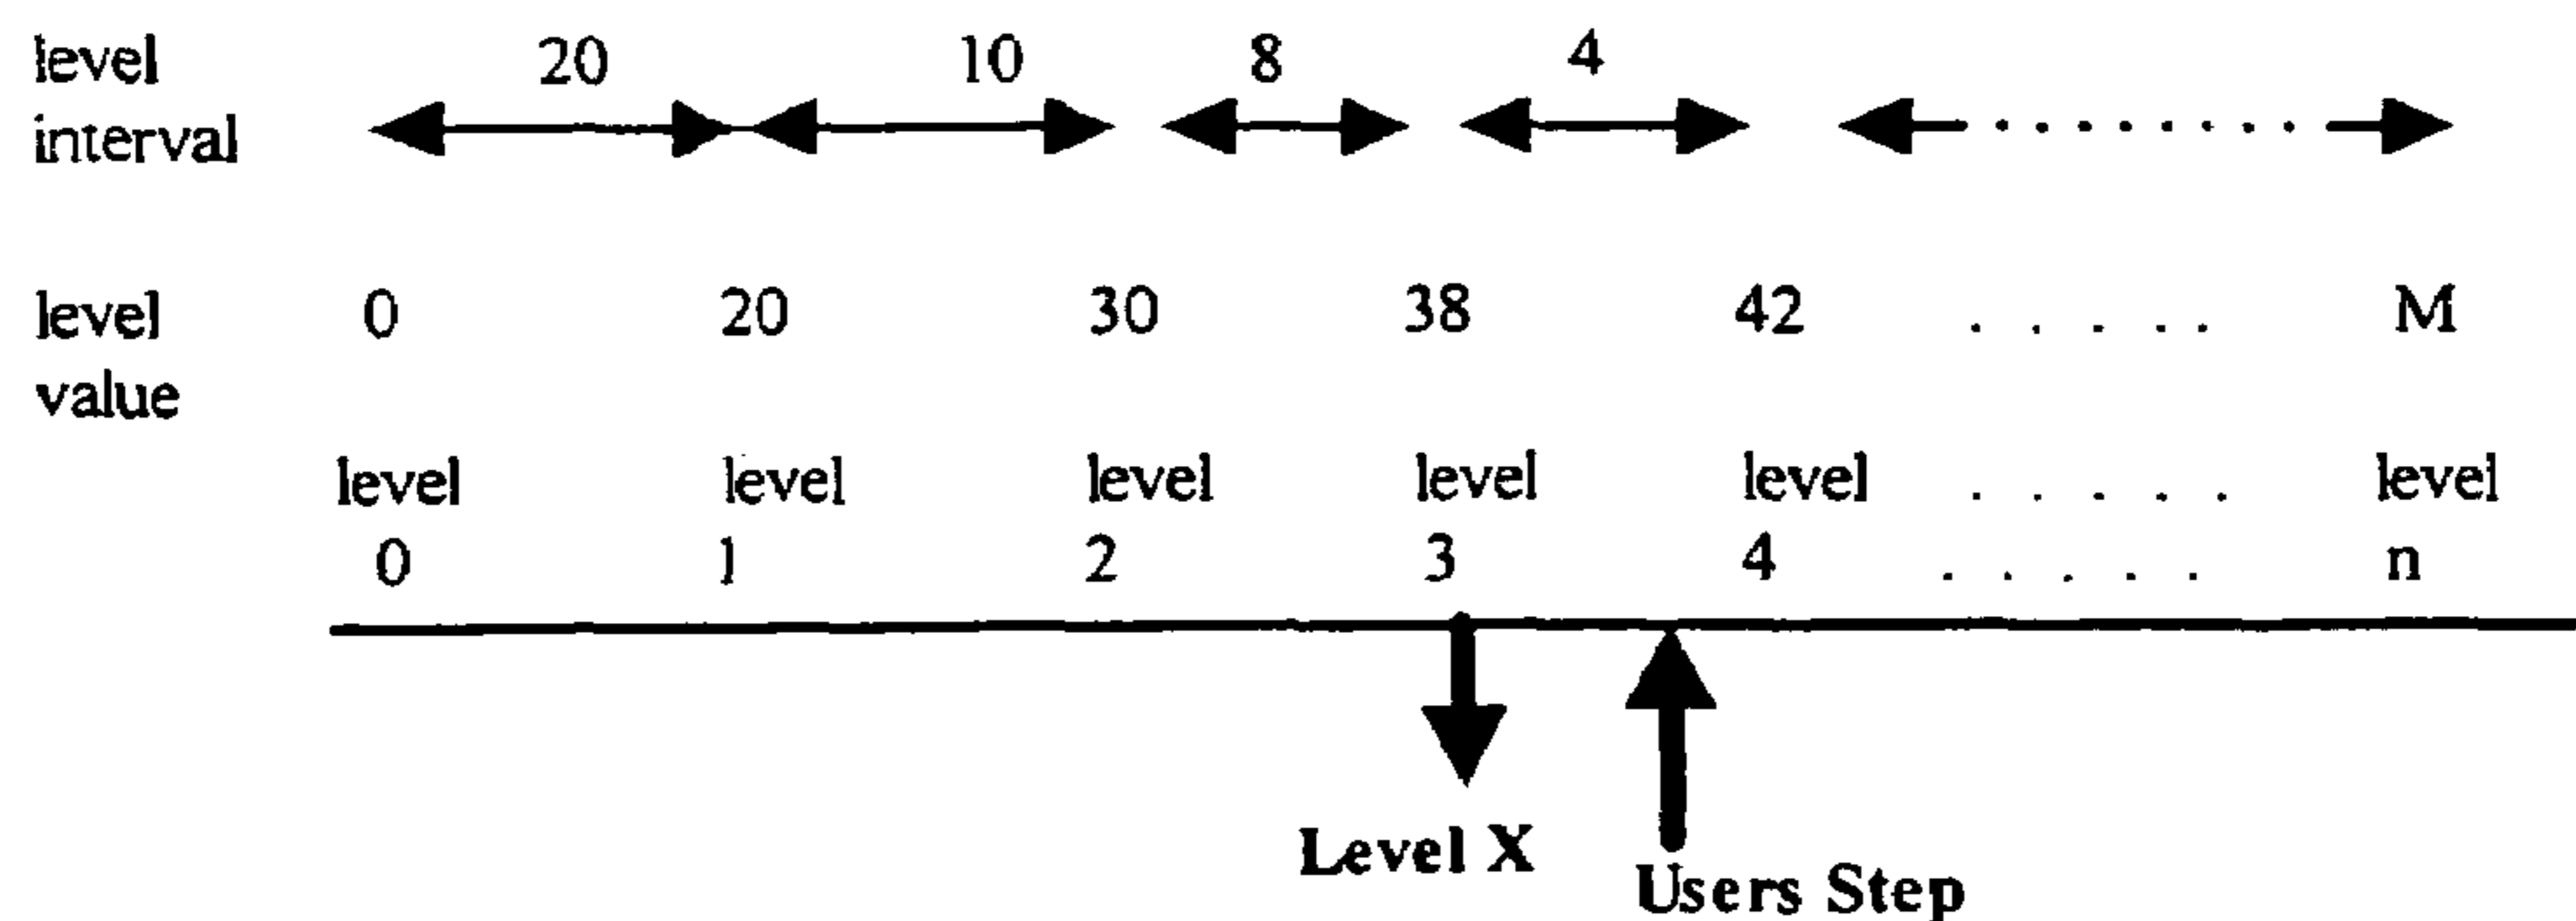 level 20 10 8 4
interval
level 0 20 30 38 42 . . . . . M
value
level level level level level . . . . . level
0 1 2 3 4 . . . . . n
Level X
Users Step